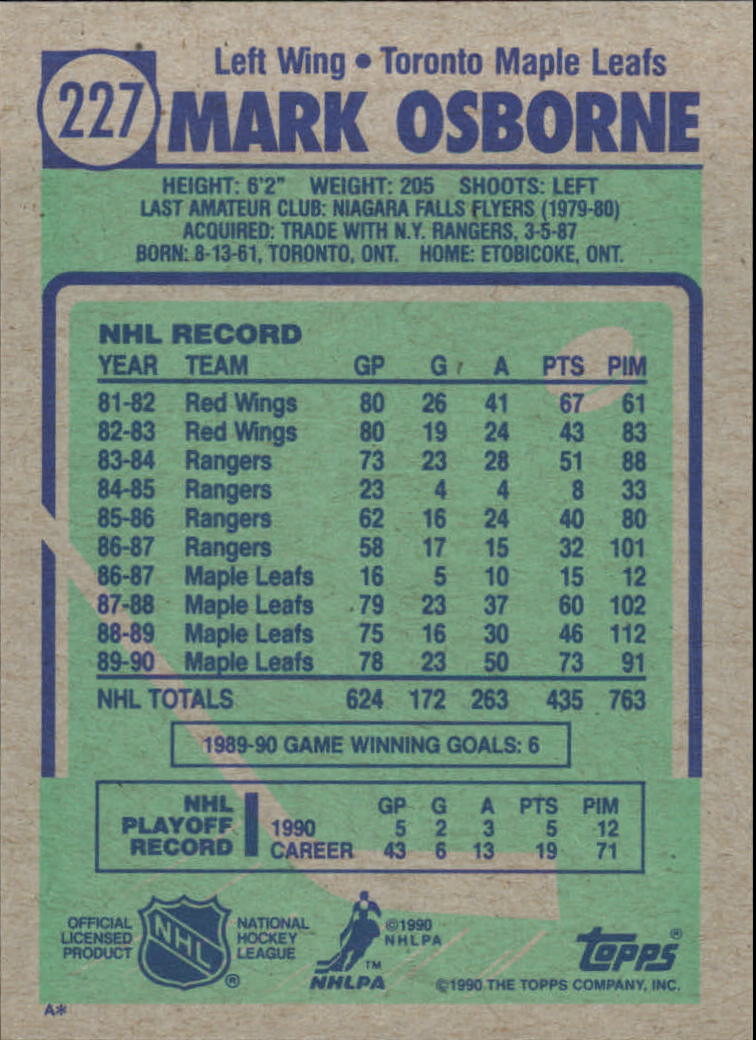 227
Left Wing • Toronto Maple Leafs
MARK OSBORNE
HEIGHT: 6'2" WEIGHT: 205 SHOOTS: LEFT
LAST AMATEUR CLUB: NIAGARA FALLS FLYERS (1979-80)
ACQUIRED: TRADE WITH N.Y. RANGERS, 3-5-87
BORN: 8-13-61, TORONTO, ONT. HOME: ETOBICOKE, ONT.
NHL RECORD
YEAR TEAM GP G A PTS PIM
81-82 Red Wings 80 26 41 67 61
82-83 Red Wings 80 19 24 43 83
83-84 Rangers 73 23 28 51 88
84-85 Rangers 23 4 4 8 33
85-86 Rangers 62 16 24 40 80
86-87 Rangers 58 17 15 32 101
86-87 Maple Leafs 16 5 10 15 12
87-88 Maple Leafs 79 23 37 60 102
88-89 Maple Leafs 75 16 30 46 112
89-90 Maple Leafs 78 23 50 73 91
NHL TOTALS 624 172 263 435 763
1989-90 GAME WINNING GOALS: 6
NHL PLAYOFF RECORD
GP G A PTS PIM
1990 5 2 3 5 12
CAREER 43 6 13 19 71
OFFICIAL LICENSED PRODUCT
NHL ®
NATIONAL HOCKEY LEAGUE
©1990 NHLPA
TM
NHLPA
TOPPS ®
©1990 THE TOPPS COMPANY, INC.
A*